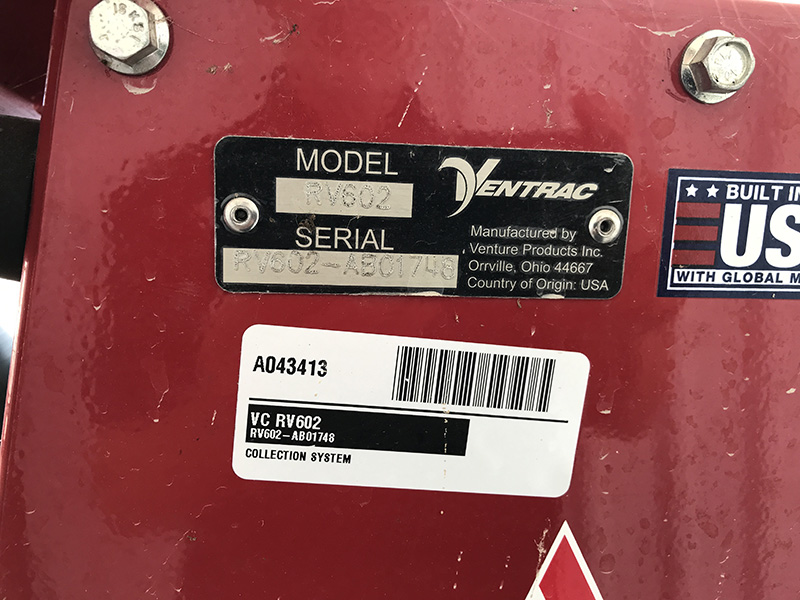 MODEL
RV602
VENTRAC
SERIAL
RV602-AB01748
Manufactured by
Venture Products Inc.
Orrville, Ohio 44667
Country of Origin: USA
BUILT IN
US
WITH GLOBAL M
A043413
VC RV602
RV602-AB01748
COLLECTION SYSTEM